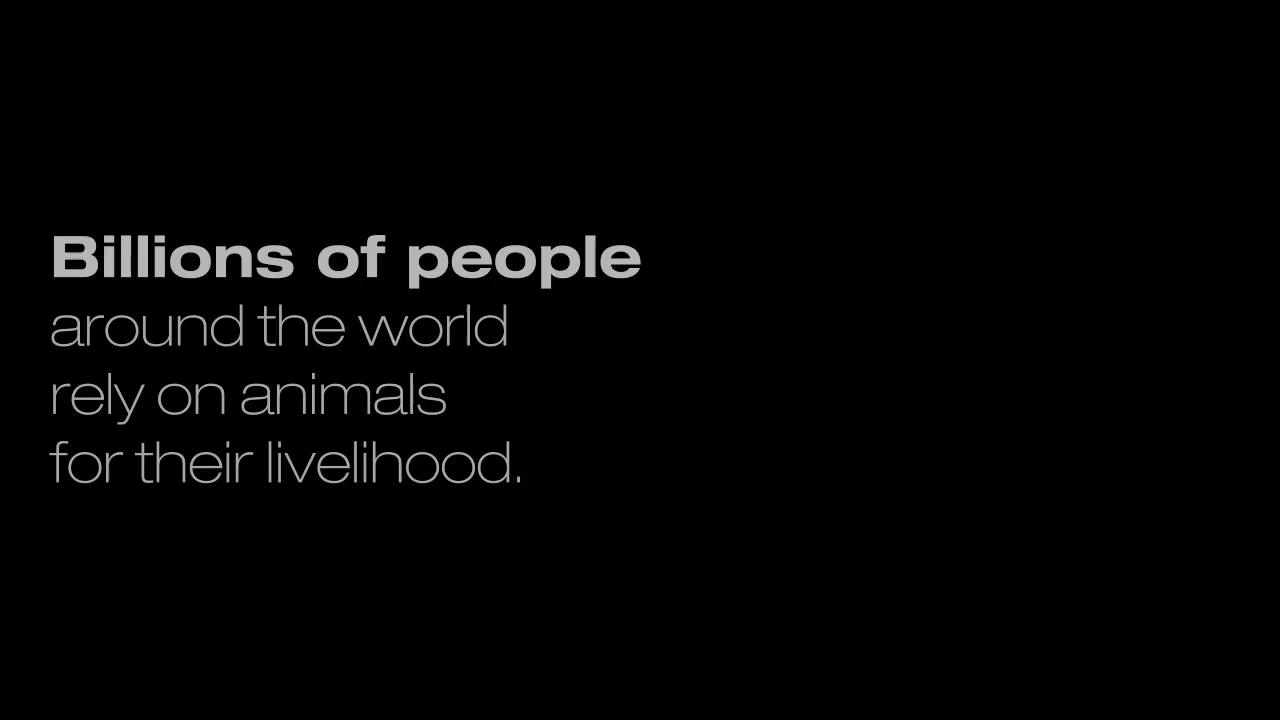 Billions of people
around the world
rely on animals
for their livelihood.